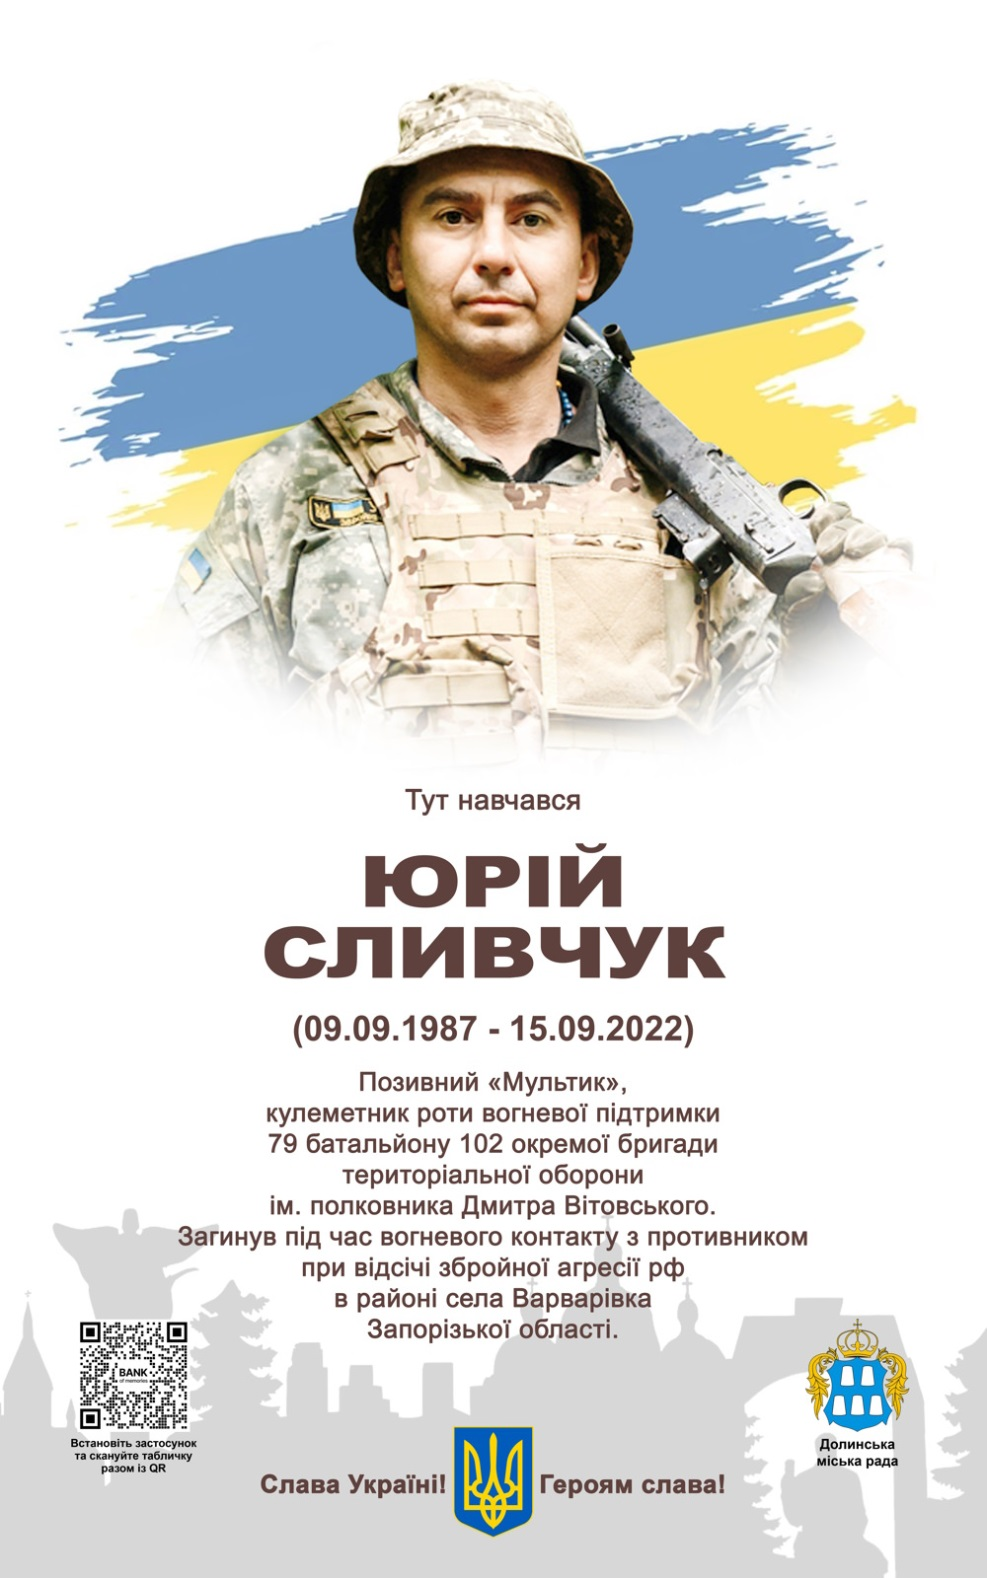 Тут навчався
ЮРІЙ
СЛИВЧУК
(09.09.1987 - 15.09.2022)
Позивний «Мультик»,
кулеметник роти вогневої підтримки
79 батальйону 102 окремої бригади
територіальної оборони
ім. полковника Дмитра Вітовського.
Загинув під час вогневого контакту з противником
при відсічі збройної агресії рф
в районі села Варварівка
Запорізької області.
BANK
of memories
Встановіть застосунок
та скануйте табличку
разом із QR
Слава Україні!
Героям слава!
Долинська
міська рада